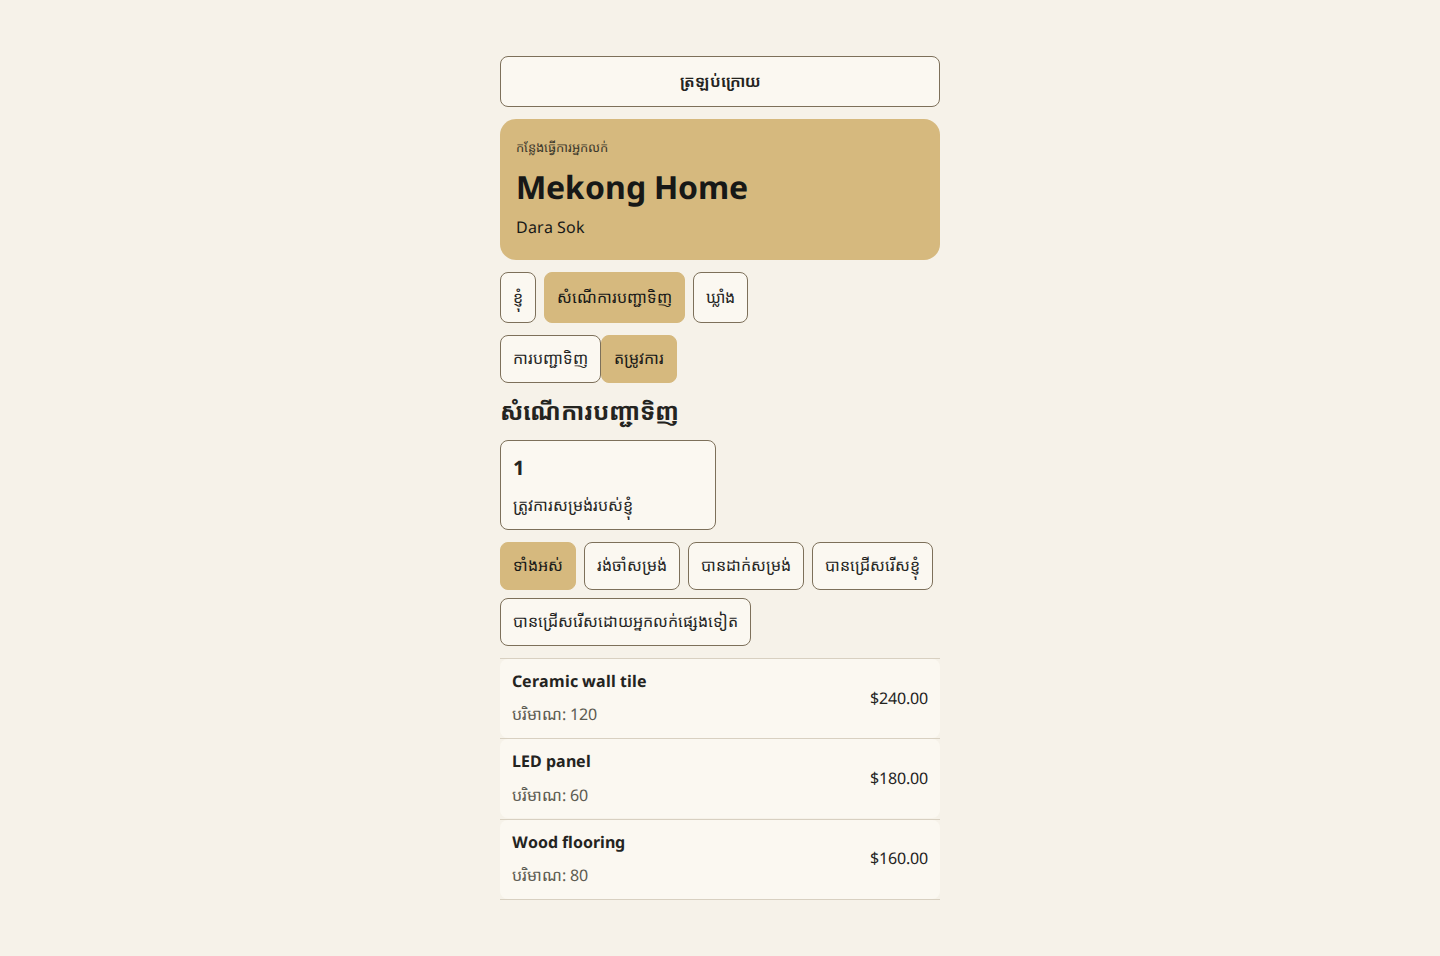 ត្រឡប់ក្រោយ
កន្លែងធ្វើការអ្នកលក់
Mekong Home
Dara Sok
ខ្ញុំ
សំណើការបញ្ជាទិញ
ឃ្លាំង
ការបញ្ជាទិញ
តម្រូវការ
សំណើការបញ្ជាទិញ
1
ត្រូវការសម្រង់របស់ខ្ញុំ
ទាំងអស់
រង់ចាំសម្រង់
បានដាក់សម្រង់
បានជ្រើសរើសខ្ញុំ
បានជ្រើសរើសដោយអ្នកលក់ផ្សេងទៀត
Ceramic wall tile
$240.00
បរិមាណ: 120
LED panel
$180.00
បរិមាណ: 60
Wood flooring
$160.00
បរិមាណ: 80